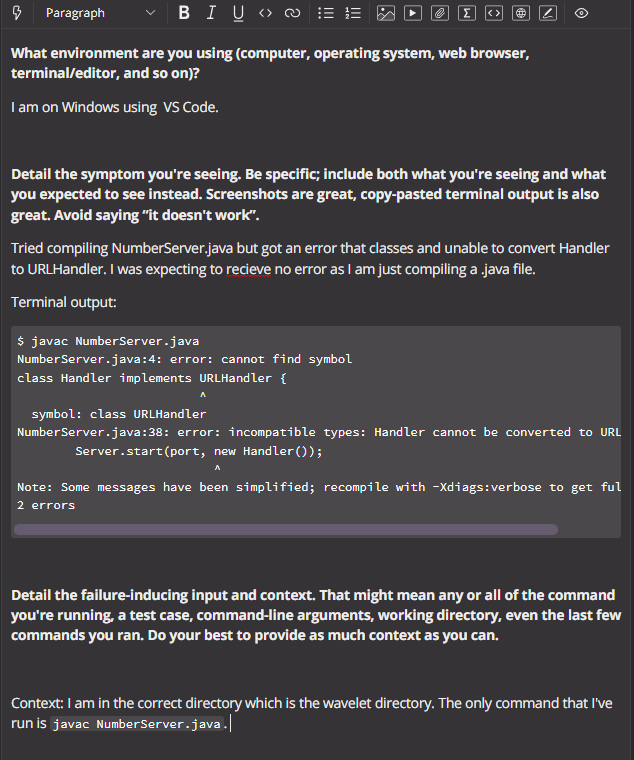 Paragraph B I U <>
What environment are you using (computer, operating system, web browser,
terminal/editor, and so on)?
I am on Windows using  VS Code.
Detail the symptom you're seeing. Be specific; include both what you're seeing and what
you expected to see instead. Screenshots are great, copy-pasted terminal output is also
great. Avoid saying “it doesn't work”.
Tried compiling NumberServer.java but got an error that classes and unable to convert Handler
to URLHandler. I was expecting to recieve no error as I am just compiling a .java file.
Terminal output:
$ javac NumberServer.java
NumberServer.java:4: error: cannot find symbol
class Handler implements URLHandler {
^
symbol: class URLHandler
NumberServer.java:38: error: incompatible types: Handler cannot be converted to URL
Server.start(port, new Handler());
^
Note: Some messages have been simplified; recompile with -Xdiags:verbose to get ful
2 errors
Detail the failure-inducing input and context. That might mean any or all of the command
you're running, a test case, command-line arguments, working directory, even the last few
commands you ran. Do your best to provide as much context as you can.
Context: I am in the correct directory which is the wavelet directory. The only command that I've
run is javac NumberServer.java.